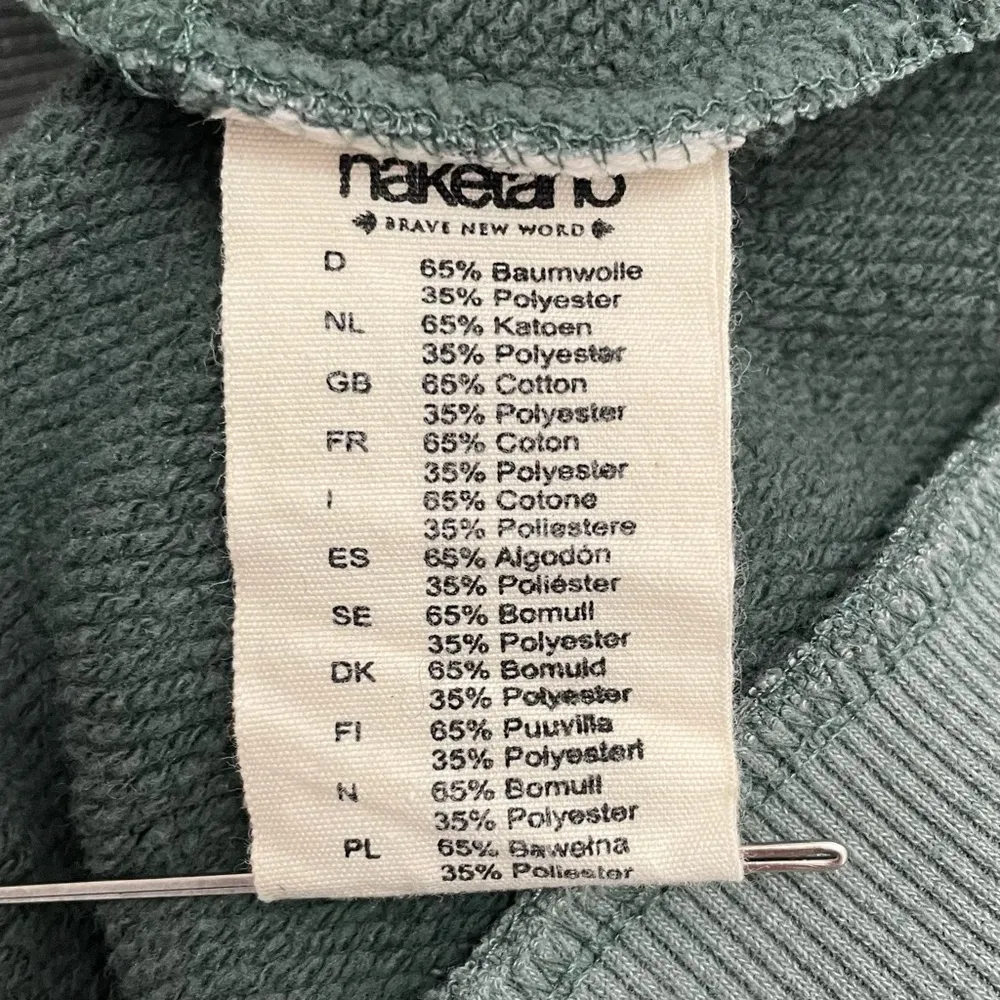 naketano
BRAVE NEW WORD
D 65% Baumwolle
35% Polyester
NL 65% Katoen
35% Polyester
GB 65% Cotton
35% Polyester
FR 65% Coton
35% Polyester
I 65% Cotone
35% Poliestere
ES 65% Algodón
35% Poliéster
SE 65% Bomull
35% Polyester
DK 65% Bomuld
35% Polyester
FI 65% Puuvilla
35% Polyesteri
N 65% Bomull
35% Polyester
PL 65% Bawełna
35% Poliester